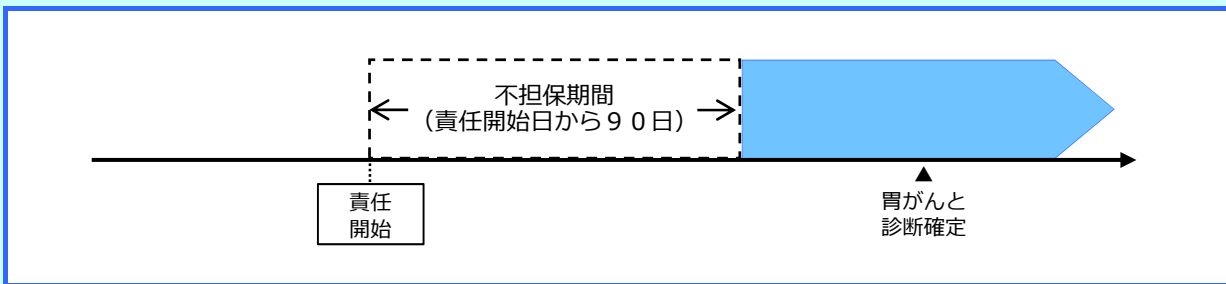 不担保期間
（責任開始日から９０日）
責任
開始
胃がんと
診断確定